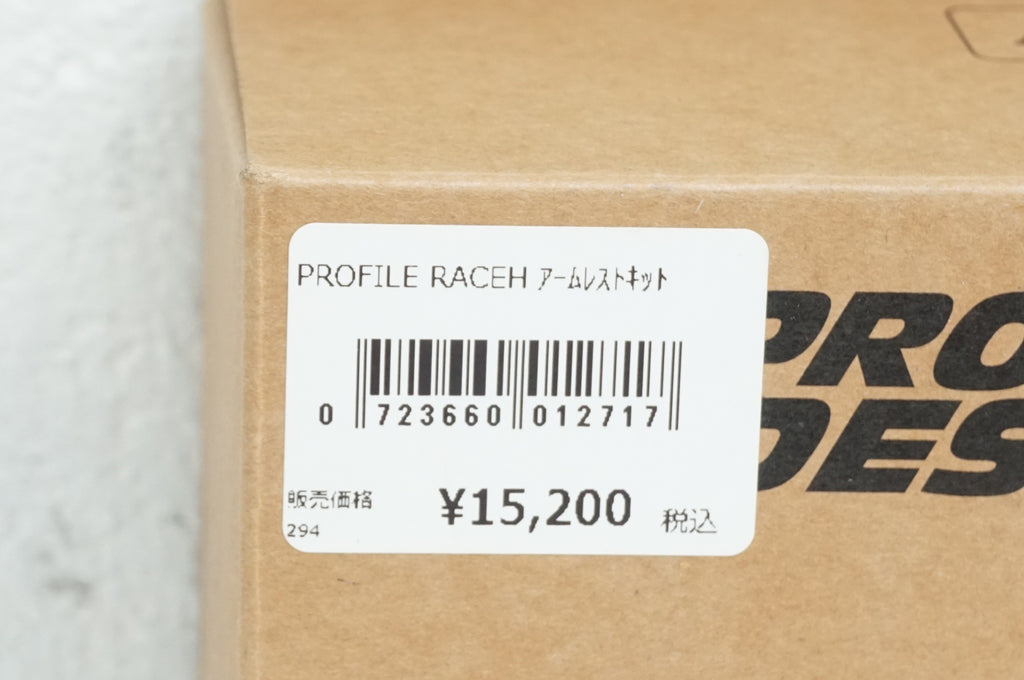 PROFILE RACEH ｱｰﾑﾚｽﾄｷｯﾄ
0 723660 012717
販売価格
¥15,200 税込
294
PRO
DES